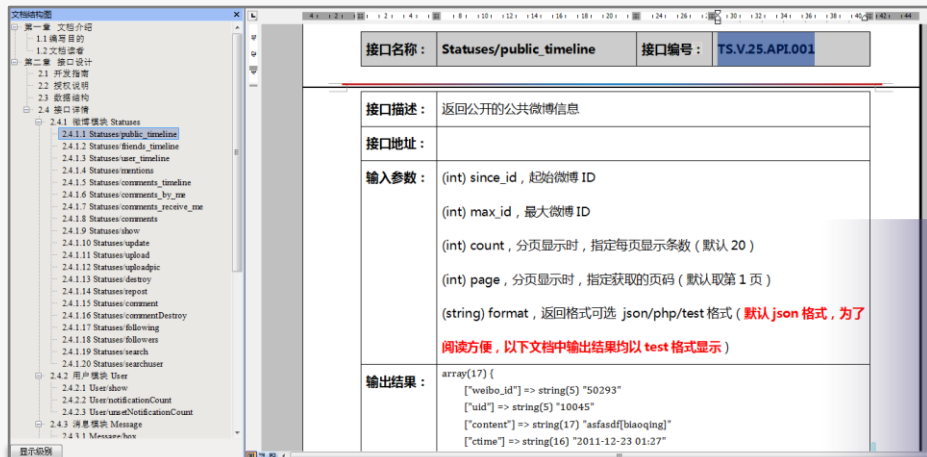 文档结构图
第一章 文档介绍
1.1 编写目的
1.2 文档读者
第二章 接口设计
2.1 开发指南
2.2 授权说明
2.3 数据结构
2.4 接口详情
2.4.1 微博模块 Statuses
2.4.1.1 Statuses/public_timeline
2.4.1.2 Statuses/friends_timeline
2.4.1.3 Statuses/user_timeline
2.4.1.4 Statuses/mentions
2.4.1.5 Statuses/comments_timeline
2.4.1.6 Statuses/comments_by_me
2.4.1.7 Statuses/comments_receive_me
2.4.1.8 Statuses/comments
2.4.1.9 Statuses/show
2.4.1.10 Statuses/update
2.4.1.11 Statuses/upload
2.4.1.12 Statuses/uploadpic
2.4.1.13 Statuses/destroy
2.4.1.14 Statuses/repost
2.4.1.15 Statuses/comment
2.4.1.16 Statuses/commentDestroy
2.4.1.17 Statuses/following
2.4.1.18 Statuses/followers
2.4.1.19 Statuses/search
2.4.1.20 Statuses/searchuser
2.4.2 用户模块 User
2.4.2.1 User/show
2.4.2.2 User/notificationCount
2.4.2.3 User/unsetNotificationCount
2.4.3 消息模块 Message
2.4.3.1 Message/box
显示级别
接口名称： Statuses/public_timeline 接口编号： TS.V.25.API.001
接口描述： 返回公开的公共微博信息
接口地址：
输入参数： (int) since_id，起始微博 ID
(int) max_id，最大微博 ID
(int) count，分页显示时，指定每页显示条数（默认 20）
(int) page，分页显示时，指定获取的页码（默认取第 1 页）
(string) format，返回格式可选 json/php/test 格式（默认 json 格式，为了
阅读方便，以下文档中输出结果均以 test 格式显示）
输出结果： array(17) {
["weibo_id"] => string(5) "50293"
["uid"] => string(5) "10045"
["content"] => string(17) "asfasdf[biaoqing]"
["ctime"] => string(16) "2011-12-23 01:27"